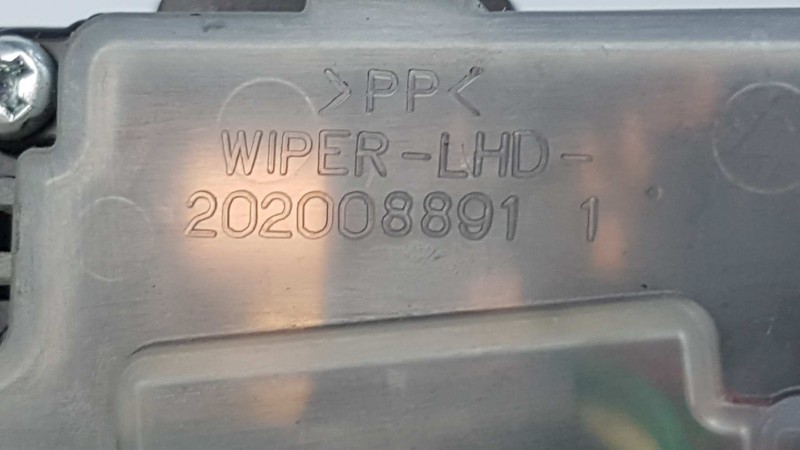 >PP<
WIPER-LHD-
202008891 1